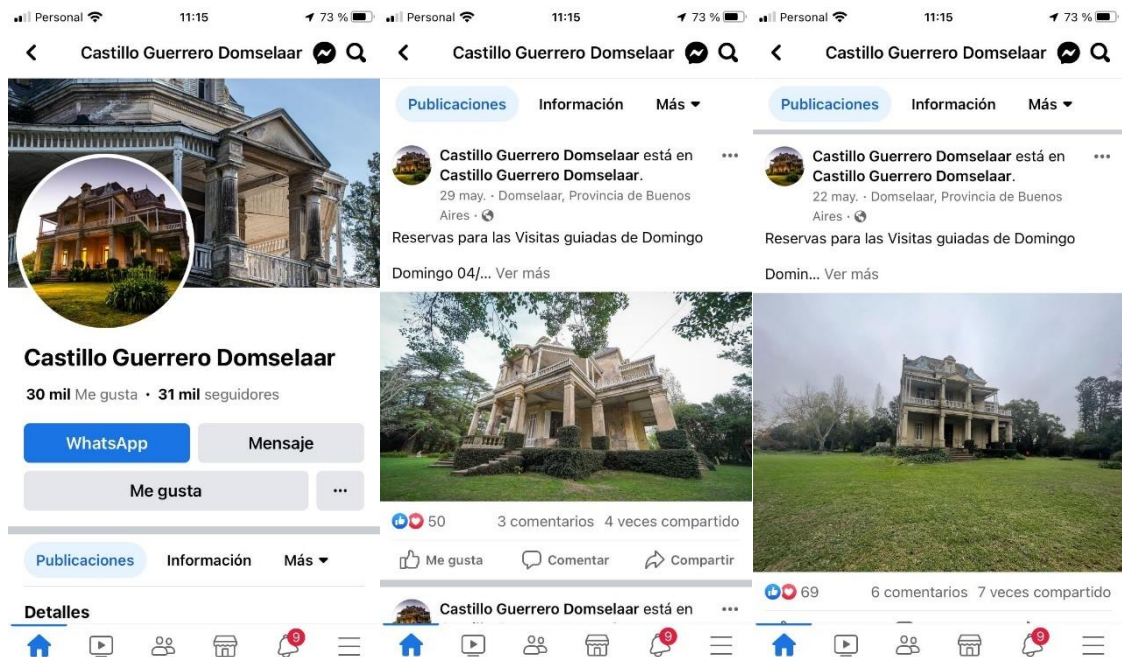 Personal 11:15 73 %
Castillo Guerrero Domselaar
Castillo Guerrero Domselaar
30 mil Me gusta · 31 mil seguidores
WhatsApp Mensaje
Me gusta ...
Publicaciones Información Más
Detalles
9
Personal 11:15 73 %
Castillo Guerrero Domselaar
Publicaciones Información Más
Castillo Guerrero Domselaar está en ...
Castillo Guerrero Domselaar.
29 may. · Domselaar, Provincia de Buenos
Aires ·
Reservas para las Visitas guiadas de Domingo
Domingo 04/... Ver más
50 3 comentarios 4 veces compartido
Me gusta Comentar Compartir
Castillo Guerrero Domselaar está en ...
9
Personal 11:15 73 %
Castillo Guerrero Domselaar
Publicaciones Información Más
Castillo Guerrero Domselaar está en ...
Castillo Guerrero Domselaar.
22 may. · Domselaar, Provincia de Buenos
Aires ·
Reservas para las Visitas guiadas de Domingo
Domin... Ver más
69 6 comentarios 7 veces compartido
9